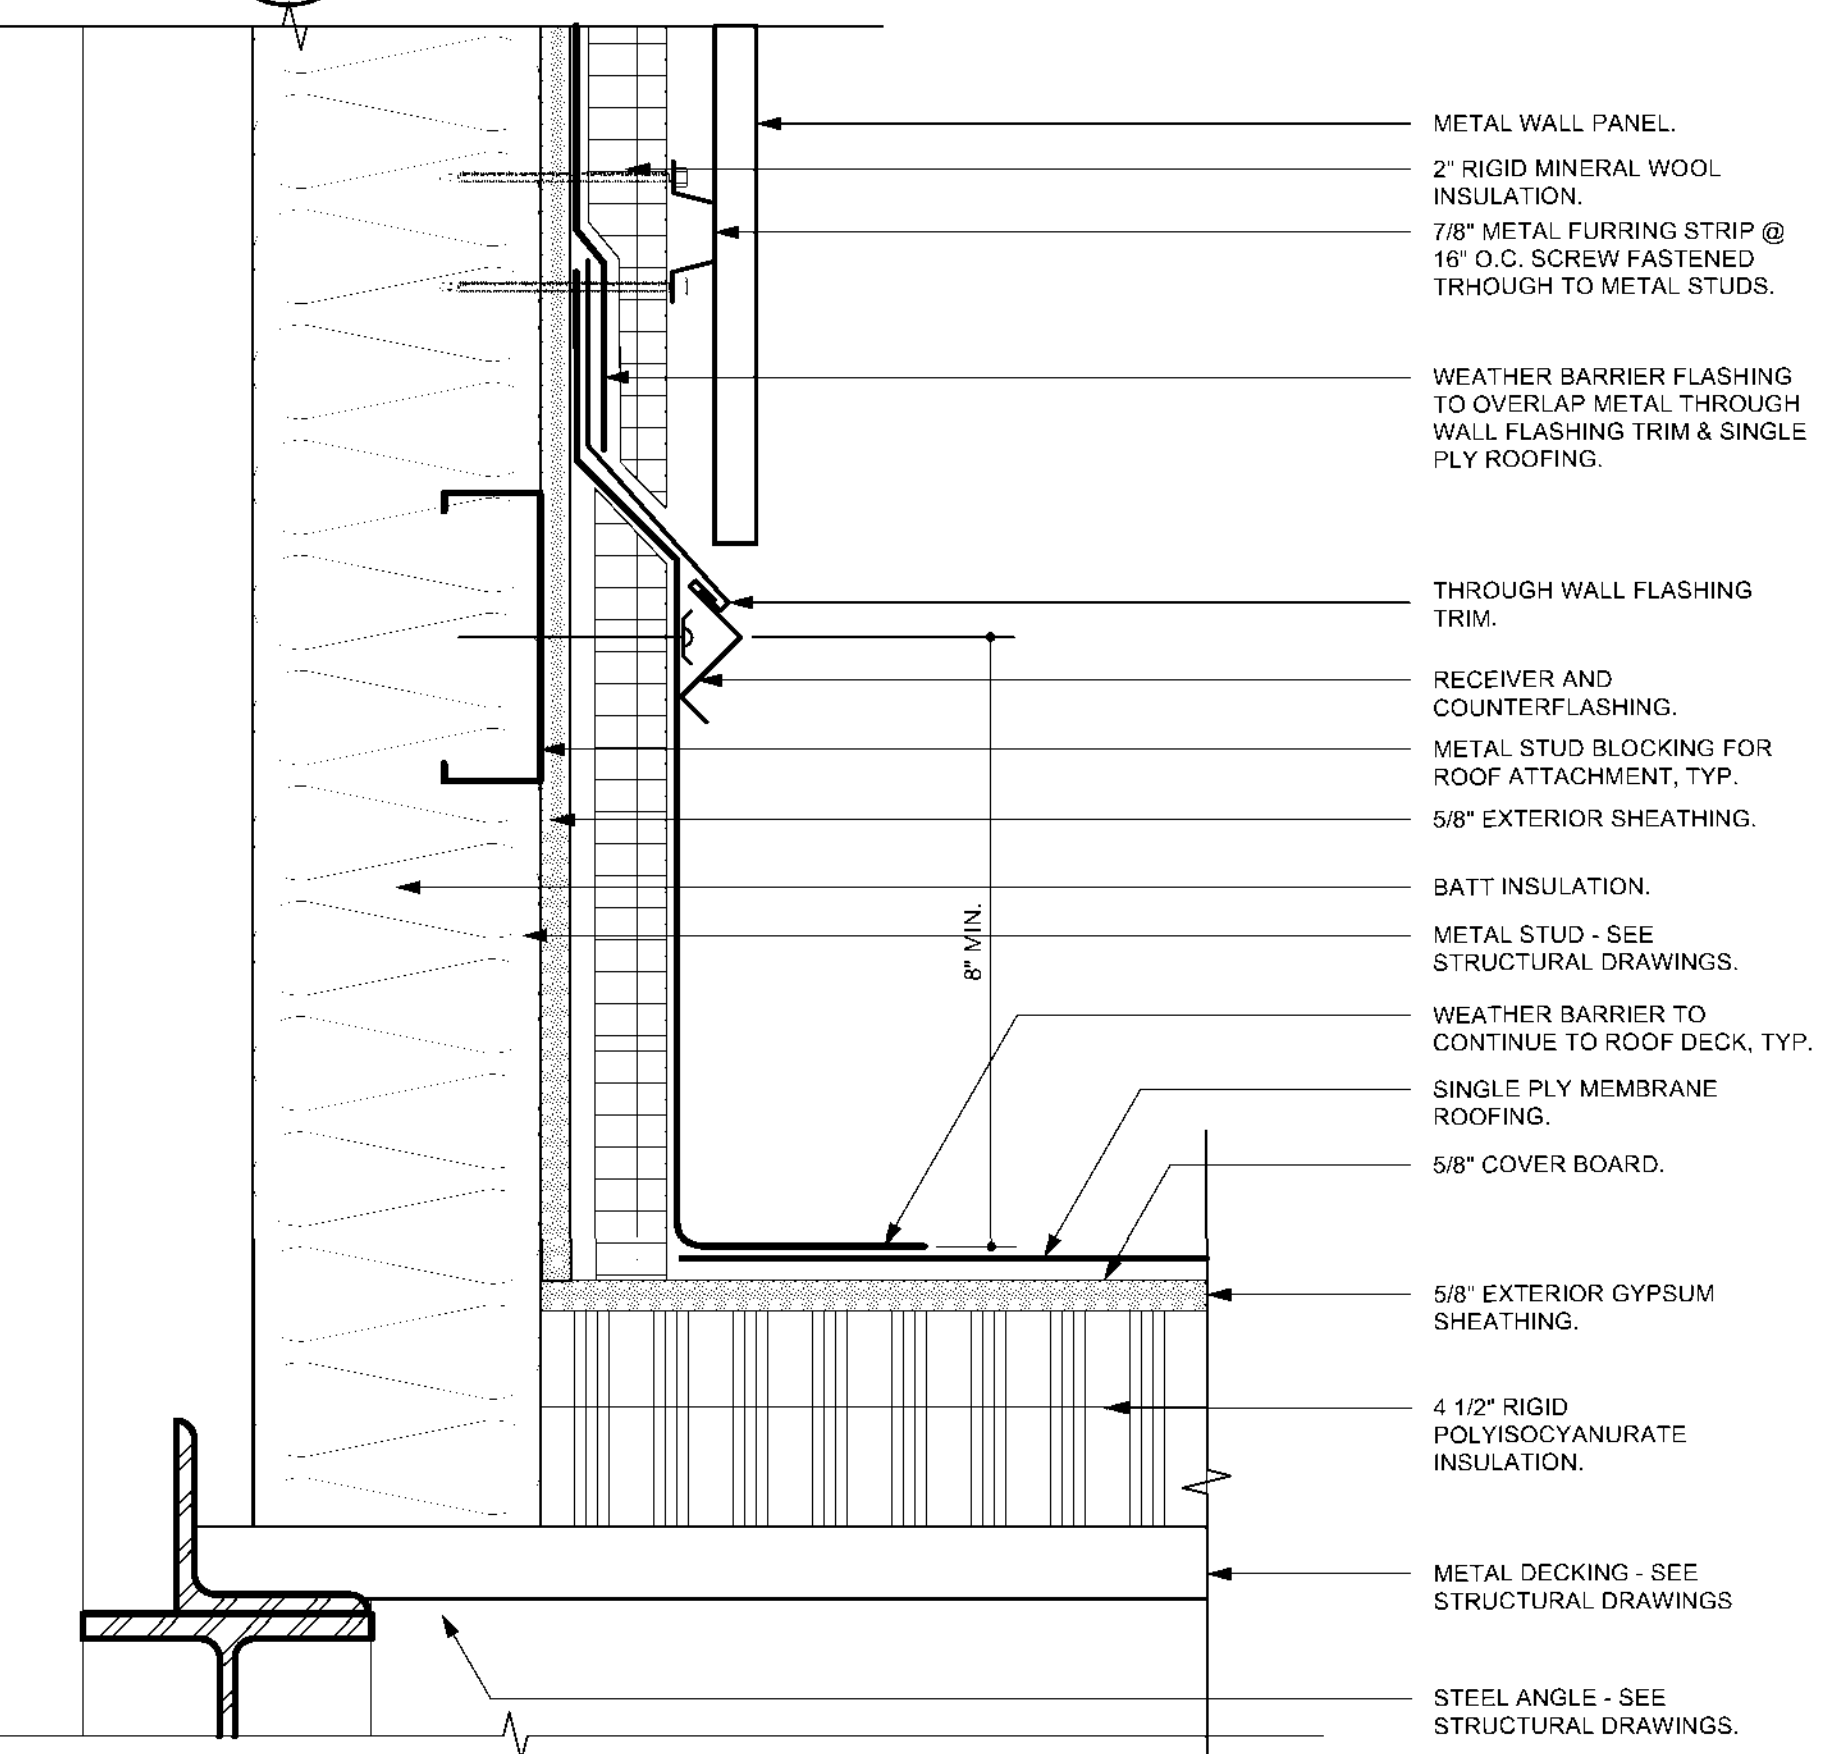 METAL WALL PANEL.
2" RIGID MINERAL WOOL
INSULATION.
7/8" METAL FURRING STRIP @
16" O.C. SCREW FASTENED
TRHOUGH TO METAL STUDS.
WEATHER BARRIER FLASHING
TO OVERLAP METAL THROUGH
WALL FLASHING TRIM & SINGLE
PLY ROOFING.
THROUGH WALL FLASHING
TRIM.
RECEIVER AND
COUNTERFLASHING.
METAL STUD BLOCKING FOR
ROOF ATTACHMENT, TYP.
5/8" EXTERIOR SHEATHING.
BATT INSULATION.
METAL STUD - SEE
STRUCTURAL DRAWINGS.
8" MIN.
WEATHER BARRIER TO
CONTINUE TO ROOF DECK, TYP.
SINGLE PLY MEMBRANE
ROOFING.
5/8" COVER BOARD.
5/8" EXTERIOR GYPSUM
SHEATHING.
4 1/2" RIGID
POLYISOCYANURATE
INSULATION.
METAL DECKING - SEE
STRUCTURAL DRAWINGS
STEEL ANGLE - SEE
STRUCTURAL DRAWINGS.